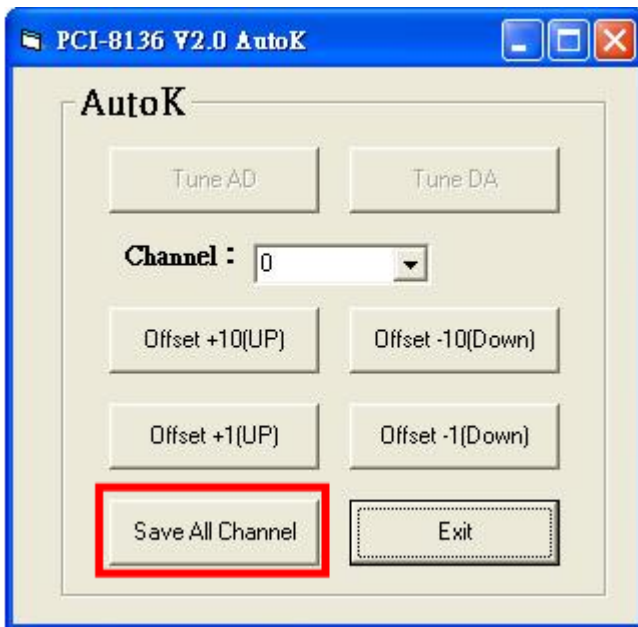 PCI-8136 V2.0 AutoK
AutoK
Tune AD
Tune DA
Channel :
0
Offset +10(UP)
Offset -10(Down)
Offset +1(UP)
Offset -1(Down)
Save All Channel
Exit